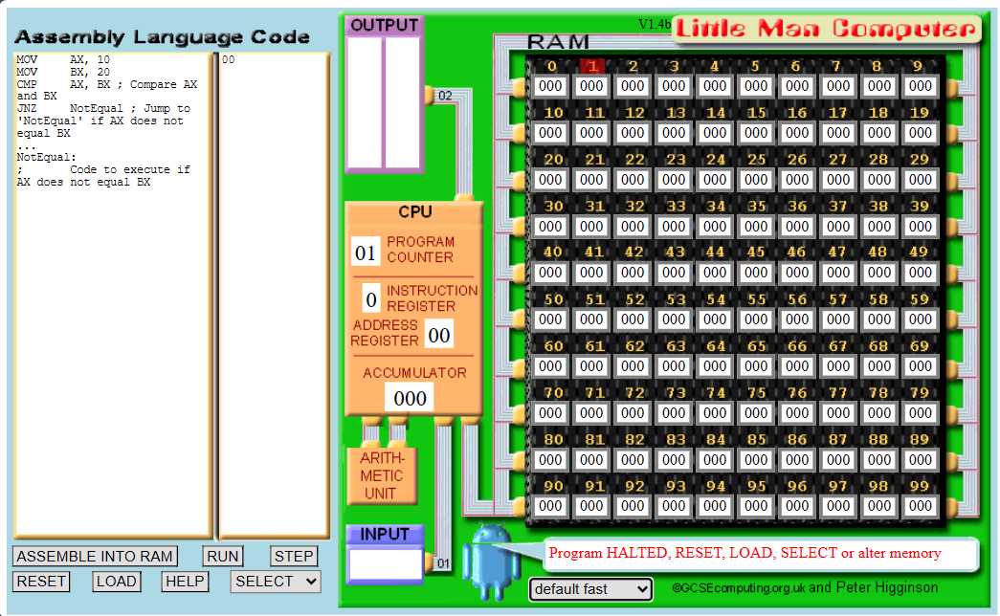 Assembly Language Code
MOV AX, 10
MOV BX, 20
CMP AX, BX ; Compare AX
and BX
JNZ NotEqual ; Jump to
'NotEqual' if AX does not
equal BX
...
NotEqual:
; Code to execute if
AX does not equal BX
00
ASSEMBLE INTO RAM RUN STEP
RESET LOAD HELP SELECT
OUTPUT
02
CPU
01 PROGRAM
COUNTER
0 INSTRUCTION
REGISTER
ADDRESS
REGISTER 00
ACCUMULATOR
000
ARITH-
METIC
UNIT
INPUT
01
V1.4b Little Man Computer
RAM
0 1 2 3 4 5 6 7 8 9
000 000 000 000 000 000 000 000 000 000
10 11 12 13 14 15 16 17 18 19
000 000 000 000 000 000 000 000 000 000
20 21 22 23 24 25 26 27 28 29
000 000 000 000 000 000 000 000 000 000
30 31 32 33 34 35 36 37 38 39
000 000 000 000 000 000 000 000 000 000
40 41 42 43 44 45 46 47 48 49
000 000 000 000 000 000 000 000 000 000
50 51 52 53 54 55 56 57 58 59
000 000 000 000 000 000 000 000 000 000
60 61 62 63 64 65 66 67 68 69
000 000 000 000 000 000 000 000 000 000
70 71 72 73 74 75 76 77 78 79
000 000 000 000 000 000 000 000 000 000
80 81 82 83 84 85 86 87 88 89
000 000 000 000 000 000 000 000 000 000
90 91 92 93 94 95 96 97 98 99
000 000 000 000 000 000 000 000 000 000
Program HALTED, RESET, LOAD, SELECT or alter memory
default fast
©GCSEcomputing.org.uk and Peter Higginson